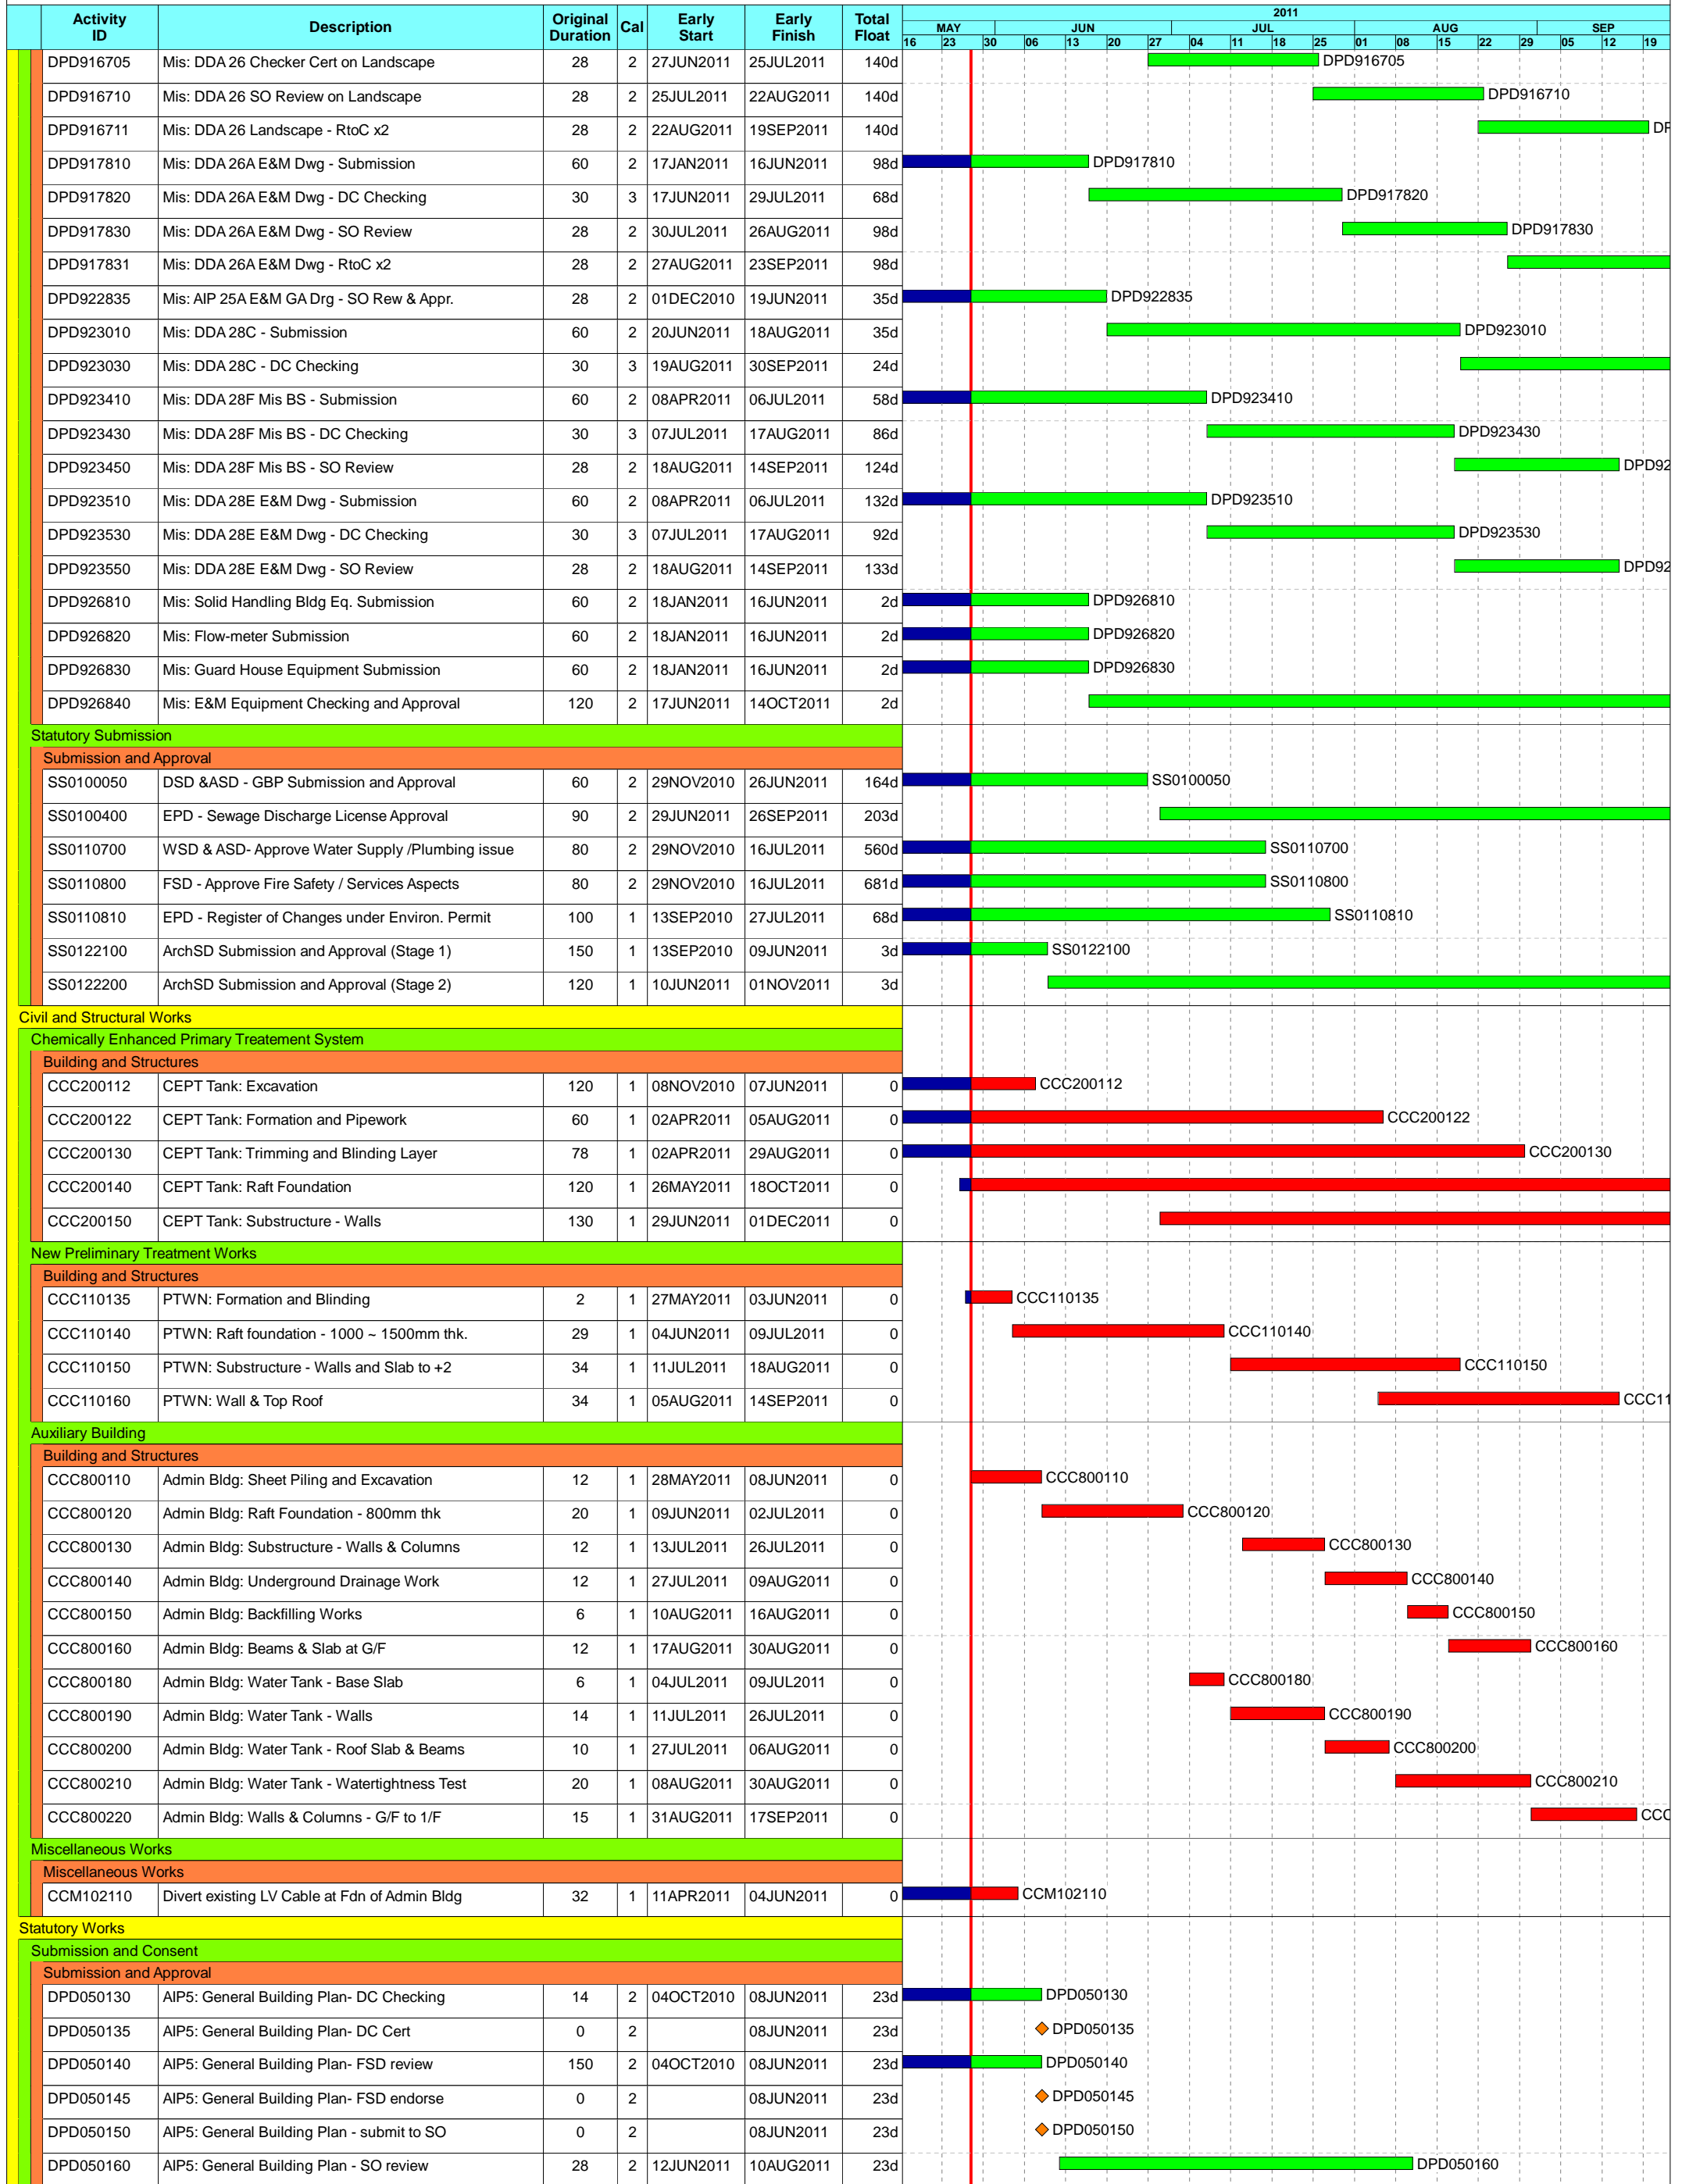 Activity ID Description Original Duration Cal Early Start Early Finish Total Float 2011
MAY JUN JUL AUG SEP
16 23 30 06 13 20 27 04 11 18 25 01 08 15 22 29 05 12 19
DPD916705 Mis: DDA 26 Checker Cert on Landscape 28 2 27JUN2011 25JUL2011 140d DPD916705
DPD916710 Mis: DDA 26 SO Review on Landscape 28 2 25JUL2011 22AUG2011 140d DPD916710
DPD916711 Mis: DDA 26 Landscape - RtoC x2 28 2 22AUG2011 19SEP2011 140d
DPD917810 Mis: DDA 26A E&M Dwg - Submission 60 2 17JAN2011 16JUN2011 98d DPD917810
DPD917820 Mis: DDA 26A E&M Dwg - DC Checking 30 3 17JUN2011 29JUL2011 68d DPD917820
DPD917830 Mis: DDA 26A E&M Dwg - SO Review 28 2 30JUL2011 26AUG2011 98d DPD917830
DPD917831 Mis: DDA 26A E&M Dwg - RtoC x2 28 2 27AUG2011 23SEP2011 98d
DPD922835 Mis: AIP 25A E&M GA Drg - SO Rew & Appr. 28 2 01DEC2010 19JUN2011 35d DPD922835
DPD923010 Mis: DDA 28C - Submission 60 2 20JUN2011 18AUG2011 35d DPD923010
DPD923030 Mis: DDA 28C - DC Checking 30 3 19AUG2011 30SEP2011 24d
DPD923410 Mis: DDA 28F Mis BS - Submission 60 2 08APR2011 06JUL2011 58d DPD923410
DPD923430 Mis: DDA 28F Mis BS - DC Checking 30 3 07JUL2011 17AUG2011 86d DPD923430
DPD923450 Mis: DDA 28F Mis BS - SO Review 28 2 18AUG2011 14SEP2011 124d DPD92
DPD923510 Mis: DDA 28E E&M Dwg - Submission 60 2 08APR2011 06JUL2011 132d DPD923510
DPD923530 Mis: DDA 28E E&M Dwg - DC Checking 30 3 07JUL2011 17AUG2011 92d DPD923530
DPD923550 Mis: DDA 28E E&M Dwg - SO Review 28 2 18AUG2011 14SEP2011 133d DPD92
DPD926810 Mis: Solid Handling Bldg Eq. Submission 60 2 18JAN2011 16JUN2011 2d DPD926810
DPD926820 Mis: Flow-meter Submission 60 2 18JAN2011 16JUN2011 2d DPD926820
DPD926830 Mis: Guard House Equipment Submission 60 2 18JAN2011 16JUN2011 2d DPD926830
DPD926840 Mis: E&M Equipment Checking and Approval 120 2 17JUN2011 14OCT2011 2d
Statutory Submission
Submission and Approval
SS0100050 DSD &ASD - GBP Submission and Approval 60 2 29NOV2010 26JUN2011 164d SS0100050
SS0100400 EPD - Sewage Discharge License Approval 90 2 29JUN2011 26SEP2011 203d
SS0110700 WSD & ASD- Approve Water Supply /Plumbing issue 80 2 29NOV2010 16JUL2011 560d SS0110700
SS0110800 FSD - Approve Fire Safety / Services Aspects 80 2 29NOV2010 16JUL2011 681d SS0110800
SS0110810 EPD - Register of Changes under Environ. Permit 100 1 13SEP2010 27JUL2011 68d SS0110810
SS0122100 ArchSD Submission and Approval (Stage 1) 150 1 13SEP2010 09JUN2011 3d SS0122100
SS0122200 ArchSD Submission and Approval (Stage 2) 120 1 10JUN2011 01NOV2011 3d
Civil and Structural Works
Chemically Enhanced Primary Treatement System
Building and Structures
CCC200112 CEPT Tank: Excavation 120 1 08NOV2010 07JUN2011 0 CCC200112
CCC200122 CEPT Tank: Formation and Pipework 60 1 02APR2011 05AUG2011 0 CCC200122
CCC200130 CEPT Tank: Trimming and Blinding Layer 78 1 02APR2011 29AUG2011 0 CCC200130
CCC200140 CEPT Tank: Raft Foundation 120 1 26MAY2011 18OCT2011 0
CCC200150 CEPT Tank: Substructure - Walls 130 1 29JUN2011 01DEC2011 0
New Preliminary Treatment Works
Building and Structures
CCC110135 PTWN: Formation and Blinding 2 1 27MAY2011 03JUN2011 0 CCC110135
CCC110140 PTWN: Raft foundation - 1000 ~ 1500mm thk. 29 1 04JUN2011 09JUL2011 0 CCC110140
CCC110150 PTWN: Substructure - Walls and Slab to +2 34 1 11JUL2011 18AUG2011 0 CCC110150
CCC110160 PTWN: Wall & Top Roof 34 1 05AUG2011 14SEP2011 0 CCC11
Auxiliary Building
Building and Structures
CCC800110 Admin Bldg: Sheet Piling and Excavation 12 1 28MAY2011 08JUN2011 0 CCC800110
CCC800120 Admin Bldg: Raft Foundation - 800mm thk 20 1 09JUN2011 02JUL2011 0 CCC800120
CCC800130 Admin Bldg: Substructure - Walls & Columns 12 1 13JUL2011 26JUL2011 0 CCC800130
CCC800140 Admin Bldg: Underground Drainage Work 12 1 27JUL2011 09AUG2011 0 CCC800140
CCC800150 Admin Bldg: Backfilling Works 6 1 10AUG2011 16AUG2011 0 CCC800150
CCC800160 Admin Bldg: Beams & Slab at G/F 12 1 17AUG2011 30AUG2011 0 CCC800160
CCC800180 Admin Bldg: Water Tank - Base Slab 6 1 04JUL2011 09JUL2011 0 CCC800180
CCC800190 Admin Bldg: Water Tank - Walls 14 1 11JUL2011 26JUL2011 0 CCC800190
CCC800200 Admin Bldg: Water Tank - Roof Slab & Beams 10 1 27JUL2011 06AUG2011 0 CCC800200
CCC800210 Admin Bldg: Water Tank - Watertightness Test 20 1 08AUG2011 30AUG2011 0 CCC800210
CCC800220 Admin Bldg: Walls & Columns - G/F to 1/F 15 1 31AUG2011 17SEP2011 0 CCC
Miscellaneous Works
Miscellaneous Works
CCM102110 Divert existing LV Cable at Fdn of Admin Bldg 32 1 11APR2011 04JUN2011 0 CCM102110
Statutory Works
Submission and Consent
Submission and Approval
DPD050130 AIP5: General Building Plan- DC Checking 14 2 04OCT2010 08JUN2011 23d DPD050130
DPD050135 AIP5: General Building Plan- DC Cert 0 2 08JUN2011 23d DPD050135
DPD050140 AIP5: General Building Plan- FSD review 150 2 04OCT2010 08JUN2011 23d DPD050140
DPD050145 AIP5: General Building Plan- FSD endorse 0 2 08JUN2011 23d DPD050145
DPD050150 AIP5: General Building Plan - submit to SO 0 2 08JUN2011 23d DPD050150
DPD050160 AIP5: General Building Plan - SO review 28 2 12JUN2011 10AUG2011 23d DPD050160